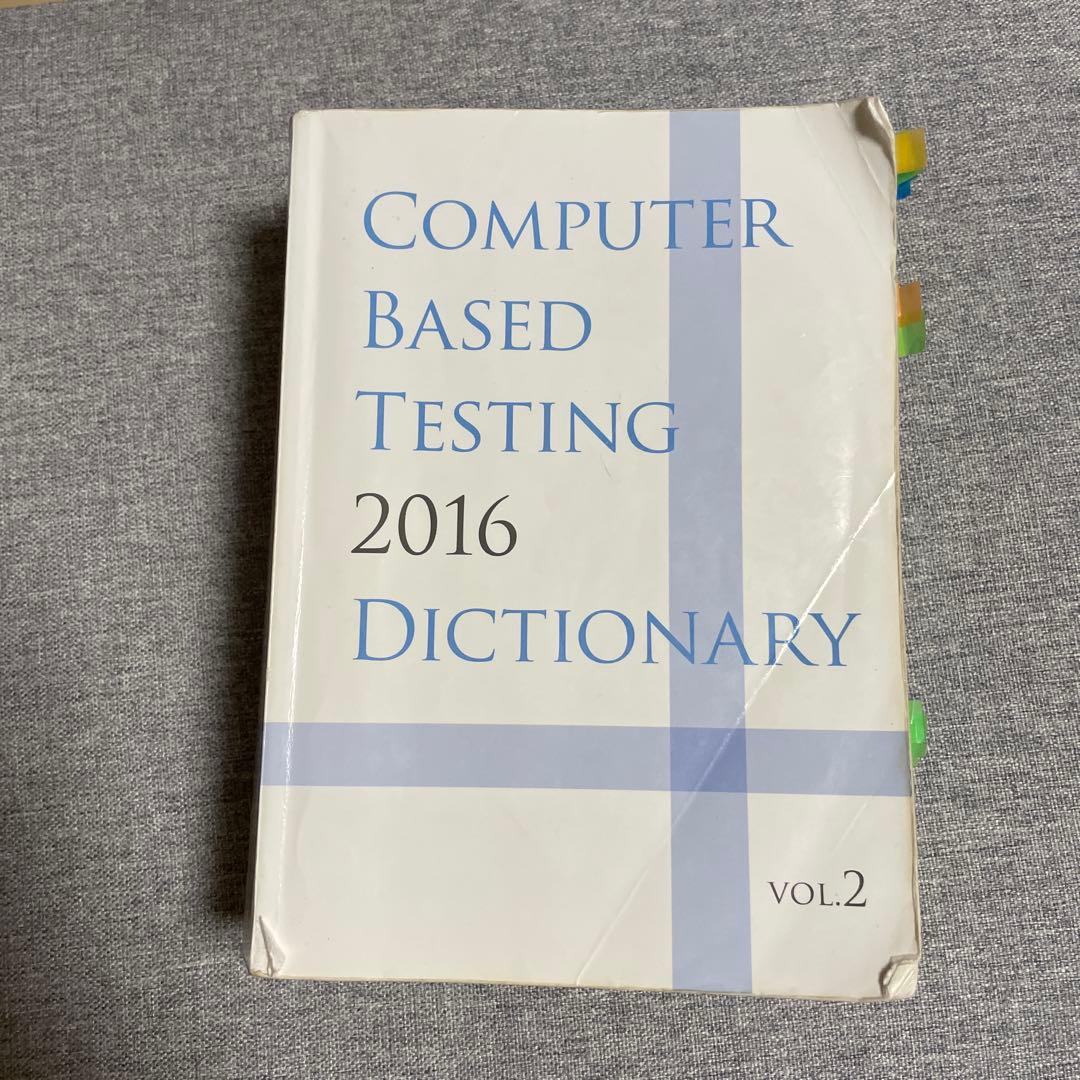 COMPUTER
BASED
TESTING
2016
DICTIONARY
VOL.2